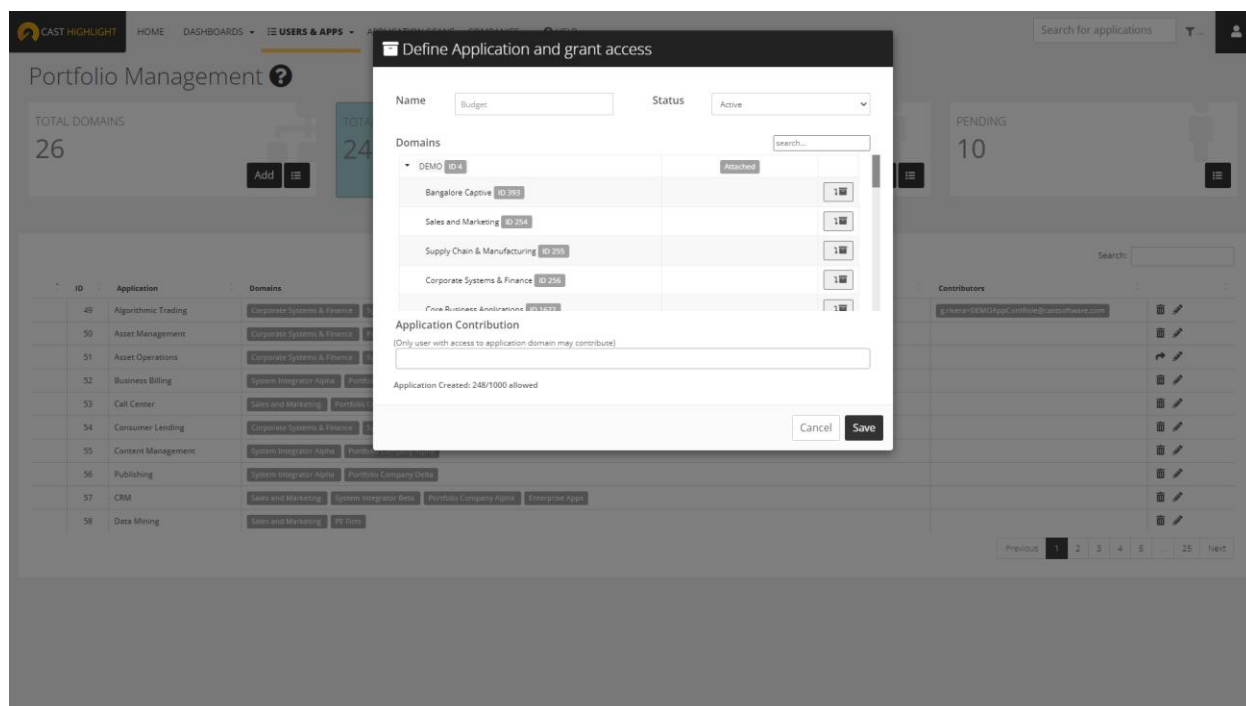 CAST HIGHLIGHT HOME DASHBOARDS USERS & APPS Search for applications
Define Application and grant access
Portfolio Management ?
Name Budget Status Active
TOTAL DOMAINS
26
Add
24
PENDING
10
Domains search...
DEMO ID 4 Attached
Bangalore Captive ID 393
Sales and Marketing ID 254
Supply Chain & Manufacturing ID 255
Corporate Systems & Finance ID 256
Core Business Applications
Application Contribution
(Only user with access to application domain may contribute)
Application Created: 248/1000 allowed
Cancel Save
Search:
ID Application Domains Contributors
49 Algorithmic Trading Corporate Systems & Finance g.rivera+DEMOAppContRole@castsoftware.com
50 Asset Management Corporate Systems & Finance
51 Asset Operations Corporate Systems & Finance
52 Business Billing System Integrator Alpha
53 Call Center Sales and Marketing
54 Consumer Lending Corporate Systems & Finance
55 Content Management System Integrator Alpha
56 Publishing System Integrator Alpha Portfolio Company Delta
57 CRM Sales and Marketing System Integrator Beta Portfolio Company Alpha Enterprise Apps
58 Data Mining Sales and Marketing PE Firm
Previous 1 2 3 4 5 ... 25 Next